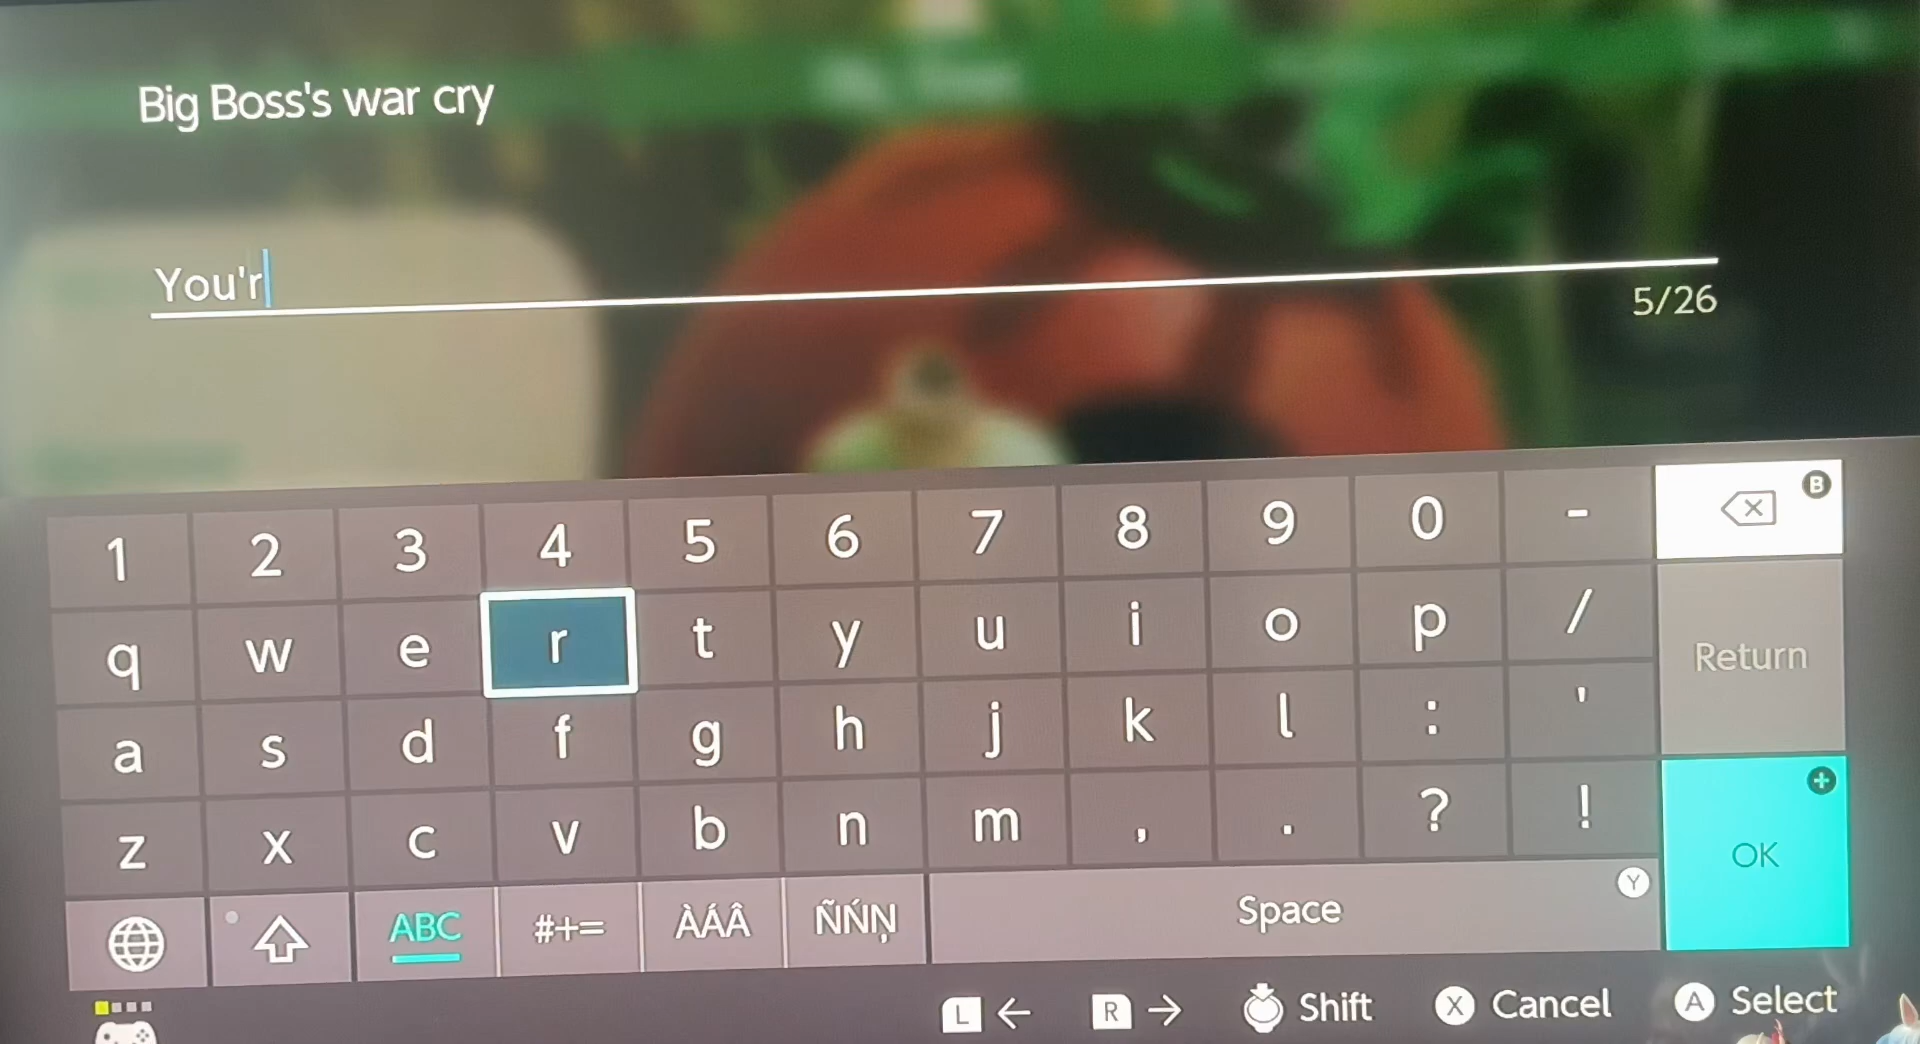 Big Boss's war cry
You'r
5/26
1 2 3 4 5 6 7 8 9 0 - B
q w e r t y u i o p / Return
a s d f g h j k l : '
z x c v b n m , . ? ! + OK
ABC #+= ÀÁÂ ÑŃŅ Space Y
L ← R → Shift X Cancel A Select